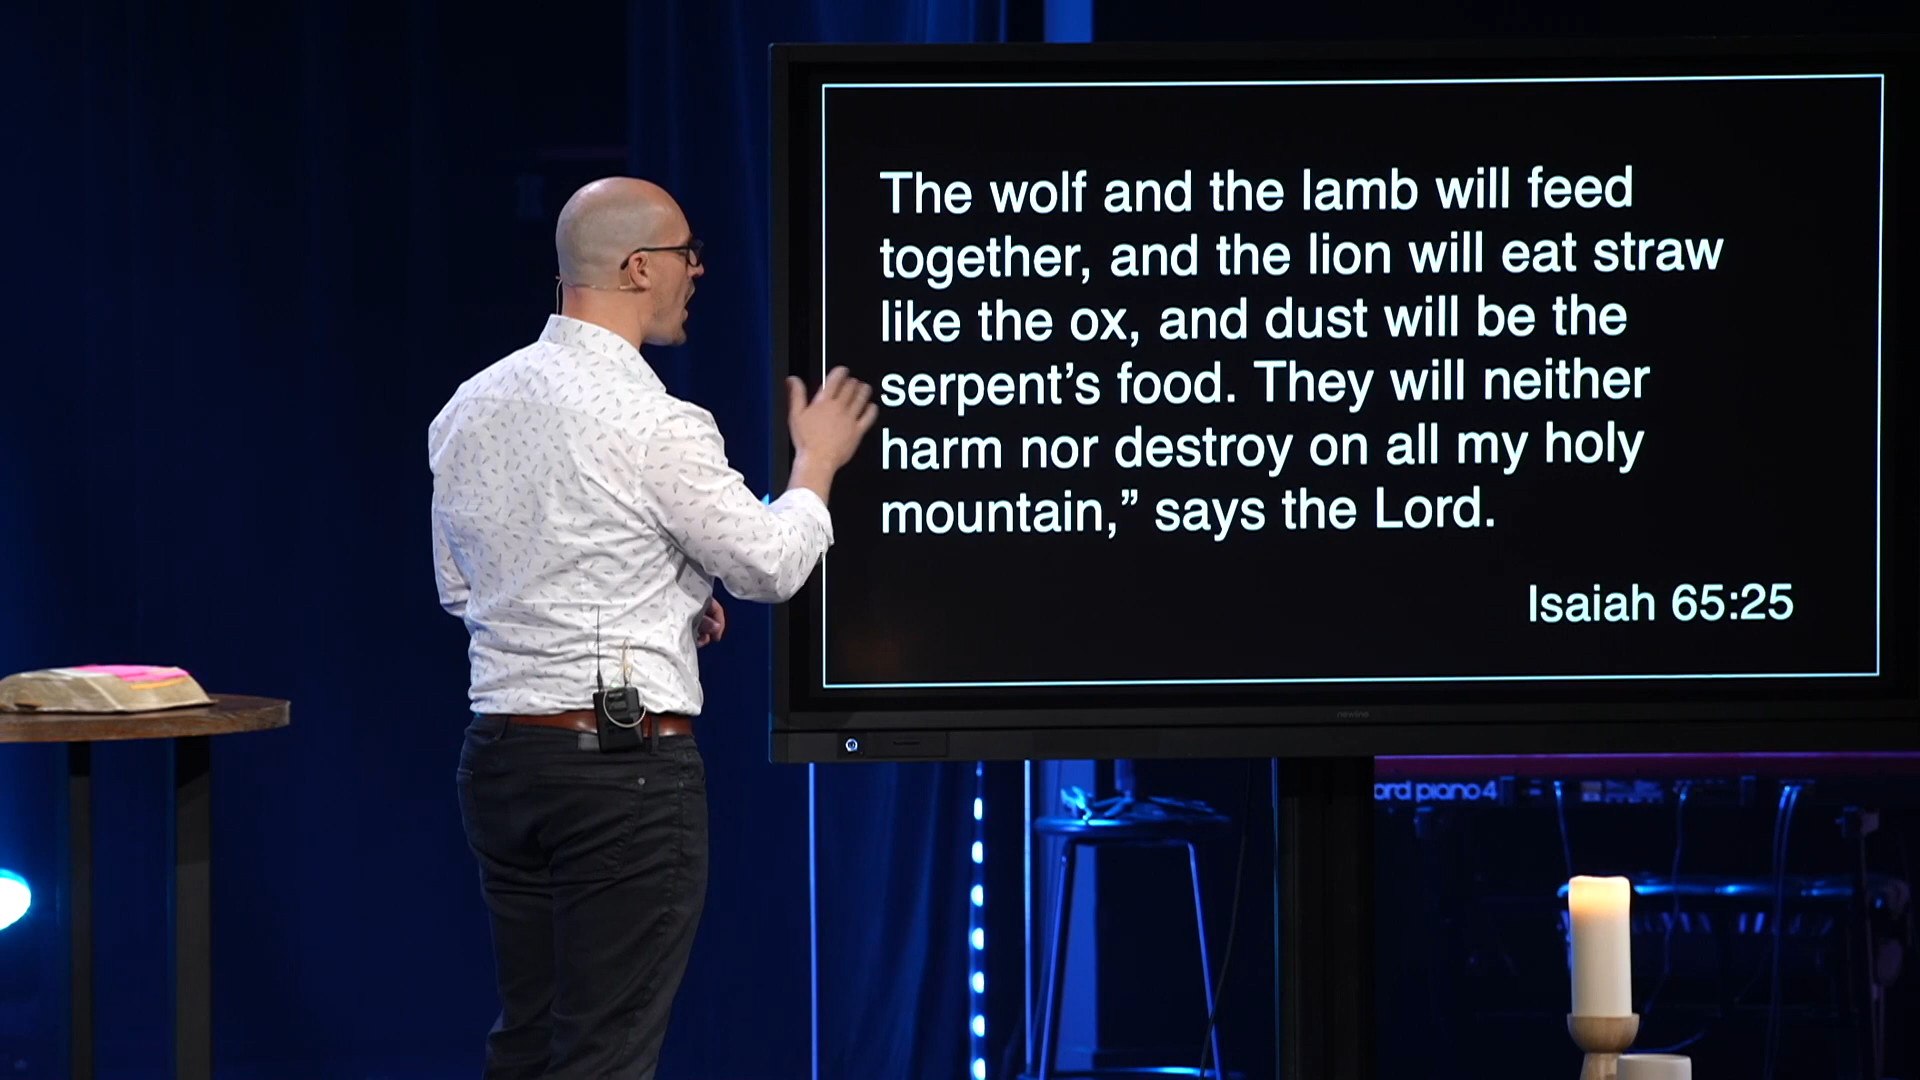 The wolf and the lamb will feed
together, and the lion will eat straw
like the ox, and dust will be the
serpent’s food. They will neither
harm nor destroy on all my holy
mountain,” says the Lord.
Isaiah 65:25
newline
ord piano 4